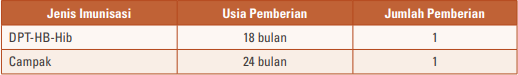 Jenis Imunisasi Usia Pemberian Jumlah Pemberian
DPT-HB-Hib 18 bulan 1
Campak 24 bulan 1